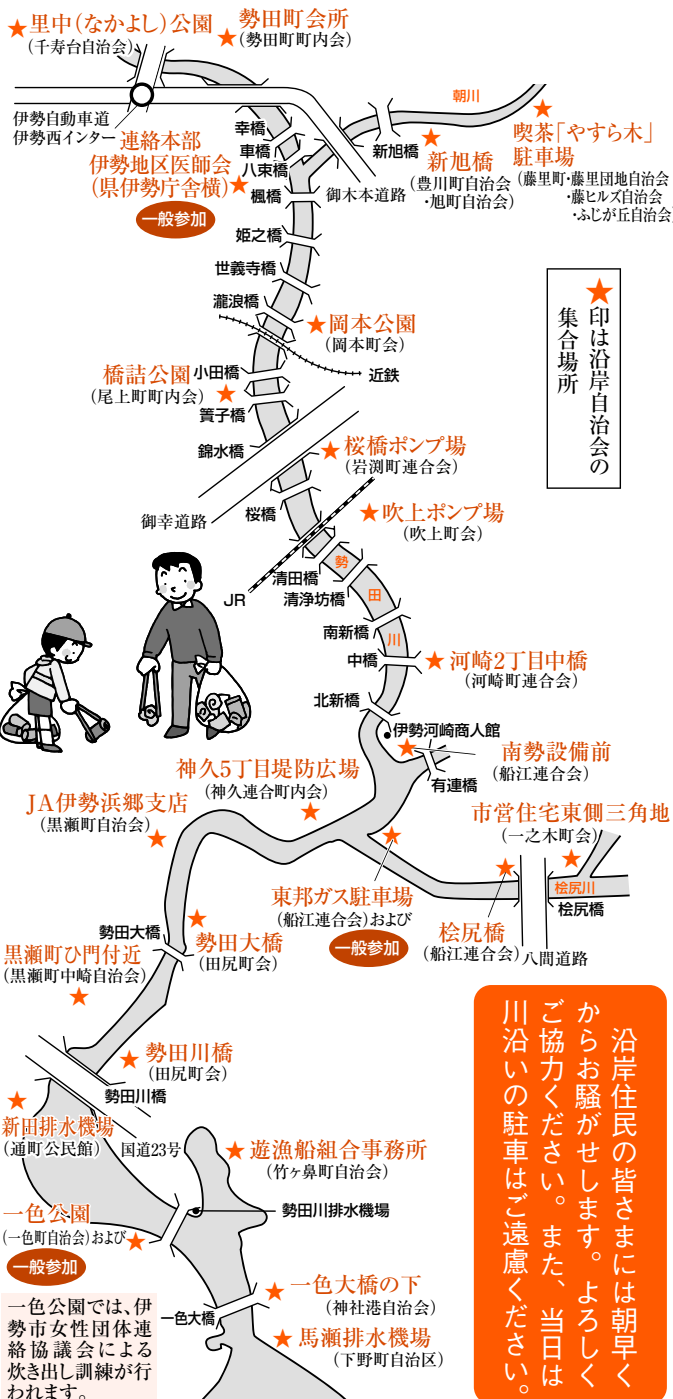 ★里中(なかよし)公園
(千寿台自治会)
★勢田町会所
(勢田町町内会)
伊勢自動車道
伊勢西インター
連絡本部
伊勢地区医師会
(県伊勢庁舎横)★
一般参加
幸橋
車橋
八束橋
楓橋
御木本道路
朝川
新旭橋
★
新旭橋
(豊川町自治会
・旭町自治会)
★
喫茶「やすら木」
駐車場
(藤里町・藤里団地自治会
・藤ヒルズ自治会
・ふじが丘自治会)
姫之橋
世義寺橋
瀧浪橋
★岡本公園
(岡本町会)
近鉄
橋詰公園
(尾上町町内会)★
小田橋
簀子橋
錦水橋
御幸道路
★桜橋ポンプ場
(岩渕町連合会)
桜橋
★吹上ポンプ場
(吹上町会)
JR
清田橋
清浄坊橋
勢
田
川
南新橋
中橋
★河崎2丁目中橋
(河崎町連合会)
北新橋
伊勢河崎商人館
★
南勢設備前
(船江連合会)
有連橋
神久5丁目堤防広場
(神久連合町内会)
★
JA伊勢浜郷支店
(黒瀬町自治会)★
市営住宅東側三角地
(一之木町会)
★
★
東邦ガス駐車場
(船江連合会)および
一般参加
★
桧尻橋
(船江連合会)
八間道路
桧尻川
桧尻橋
勢田大橋
★
勢田大橋
(田尻町会)
黒瀬町ひ門付近
(黒瀬町中崎自治会)
★
★勢田川橋
(田尻町会)
勢田川橋
★
新田排水機場
(通町公民館)
国道23号
★遊漁船組合事務所
(竹ヶ鼻町自治会)
勢田川排水機場
一色公園
(一色町自治会)および★
一般参加
一色公園では、伊
勢市女性団体連
絡協議会による
炊き出し訓練が行
われます。
★一色大橋の下
(神社港自治会)
一色大橋
★馬瀬排水機場
(下野町自治区)
★印は沿岸自治会の
集合場所
沿岸住民の皆さまには朝早く
からお騒がせします。よろしく
ご協力ください。また、当日は
川沿いの駐車はご遠慮ください。